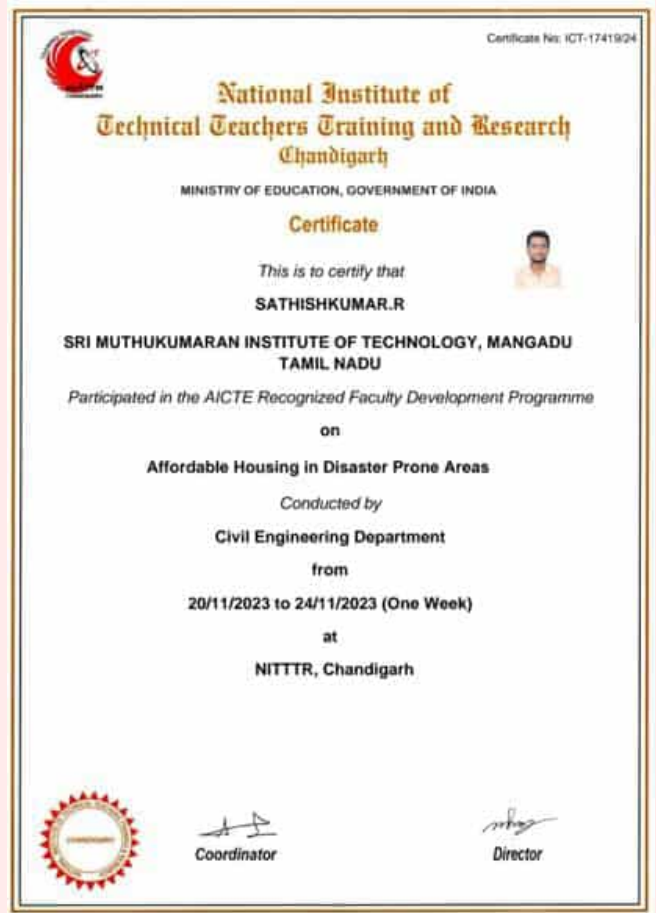 Certificate No: ICT-17419/24
National Institute of
Technical Teachers Training and Research
Chandigarh
MINISTRY OF EDUCATION, GOVERNMENT OF INDIA
Certificate
This is to certify that
SATHISHKUMAR.R
SRI MUTHUKUMARAN INSTITUTE OF TECHNOLOGY, MANGADU
TAMIL NADU
Participated in the AICTE Recognized Faculty Development Programme
on
Affordable Housing in Disaster Prone Areas
Conducted by
Civil Engineering Department
from
20/11/2023 to 24/11/2023 (One Week)
at
NITTTR, Chandigarh
Coordinator
Director